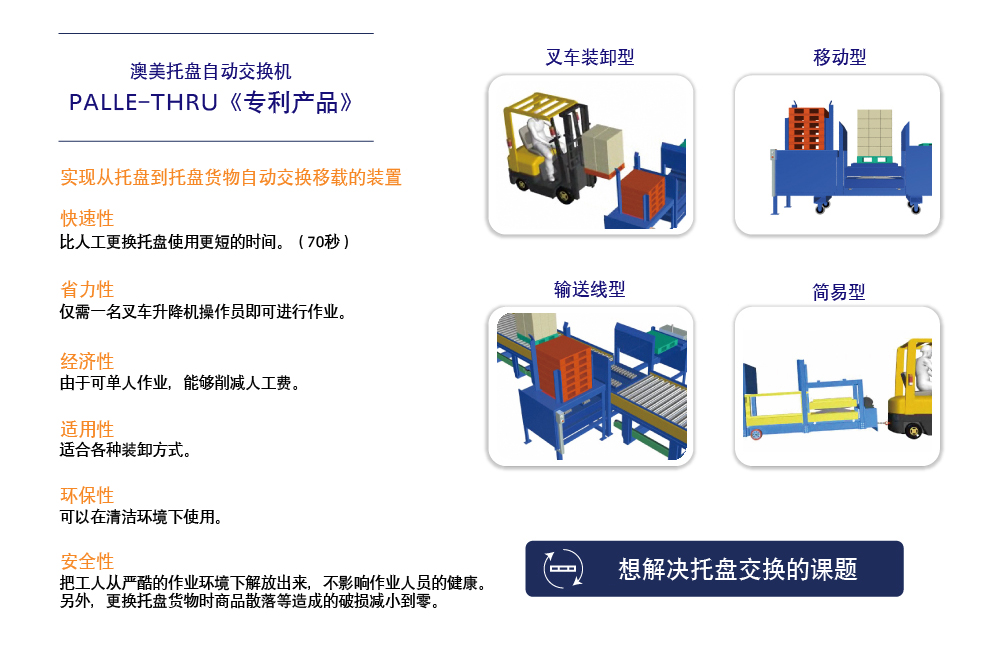 澳美托盘自动交换机
PALLE-THRU《专利产品》
实现从托盘到托盘货物自动交换移载的装置
快速性
比人工更换托盘使用更短的时间。（70秒）
省力性
仅需一名叉车升降机操作员即可进行作业。
经济性
由于可单人作业，能够削减人工费。
适用性
适合各种装卸方式。
环保性
可以在清洁环境下使用。
安全性
把工人从严酷的作业环境下解放出来，不影响作业人员的健康。
另外，更换托盘货物时商品散落等造成的破损减小到零。
叉车装卸型
移动型
输送线型
简易型
想解决托盘交换的课题